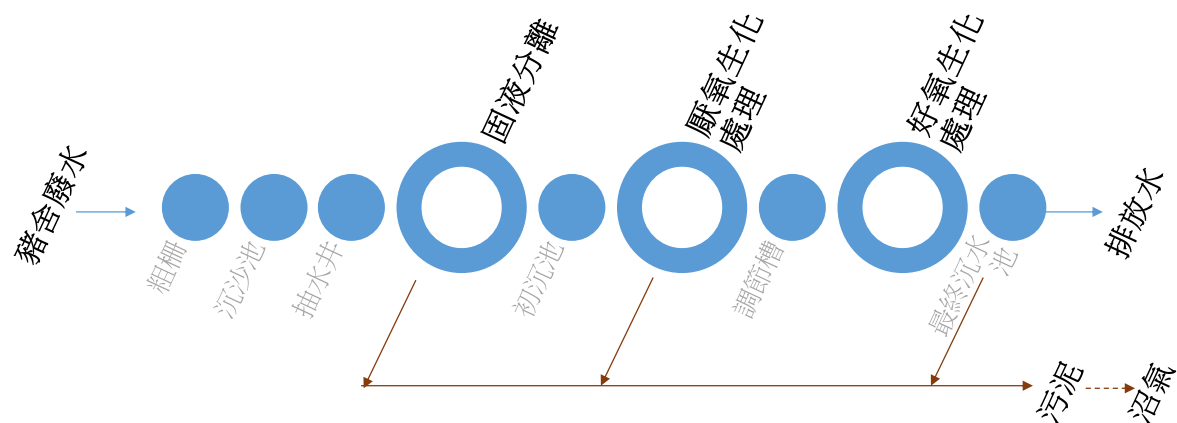 豬舍廢水
粗柵
沉沙池
抽水井
固液分離
初沉池
厭氧生化
處理
調節槽
好氧生化
處理
最終沉水
池
排放水
污泥
沼氣